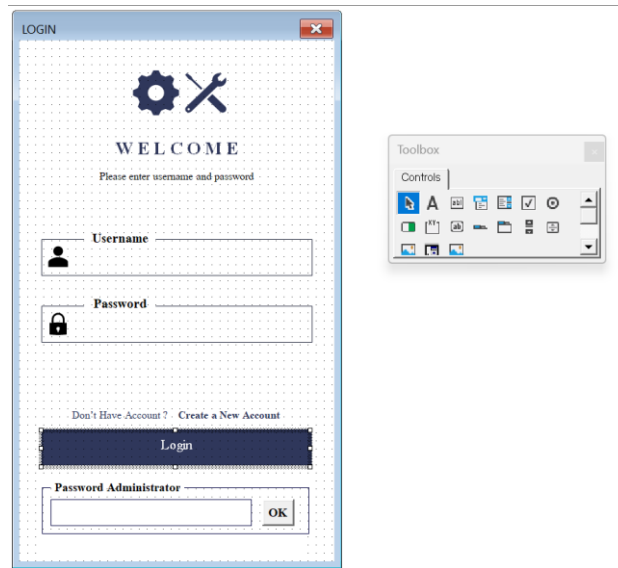 LOGIN
WELCOME
Please enter username and password
Username
Password
Don't Have Account ? Create a New Account
Login
Password Administrator
OK
Toolbox
Controls